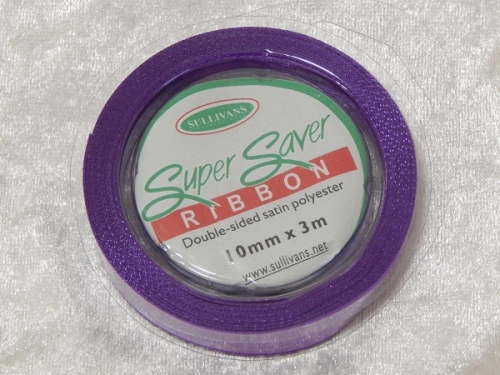 SULLIVANS
Super Saver
RIBBON
Double-sided satin polyester
10mm x 3m
www.sullivans.net